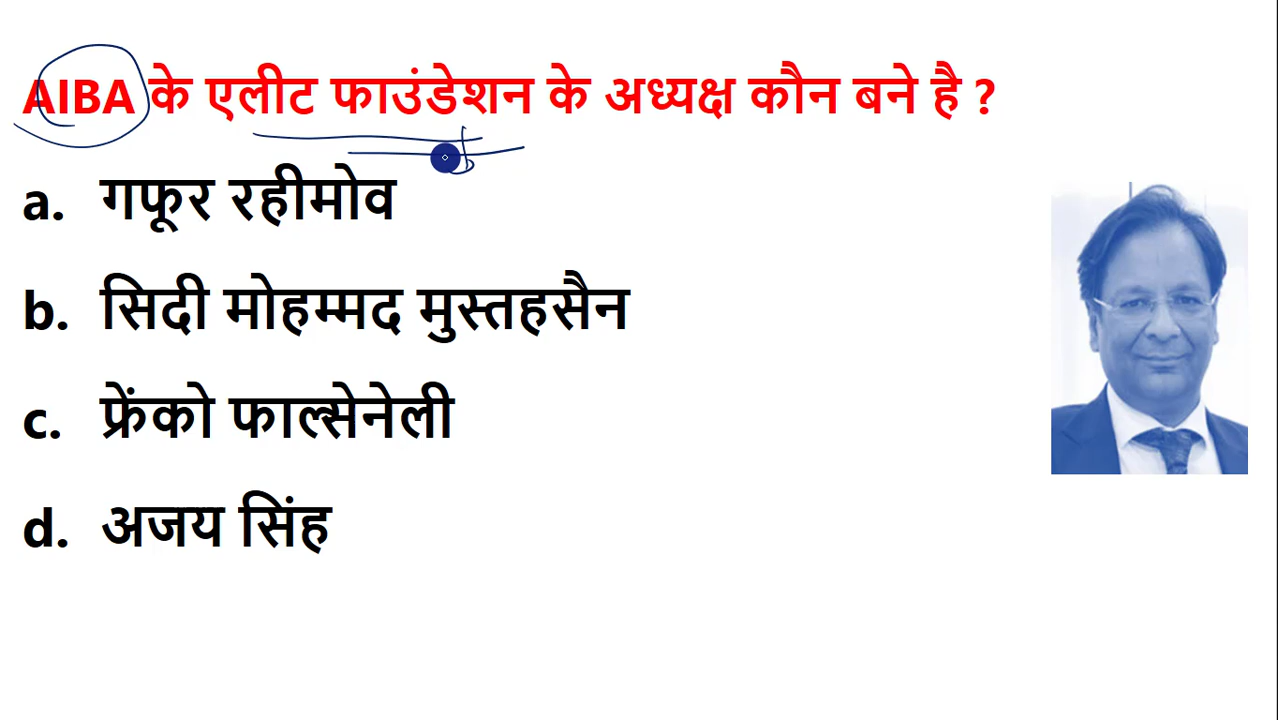 AIBA के एलीट फाउंडेशन के अध्यक्ष कौन बने है ?
a. गफूर रहीमोव
b. सिदी मोहम्मद मुस्तहसैन
c. फ्रेंको फाल्सेनेली
d. अजय सिंह